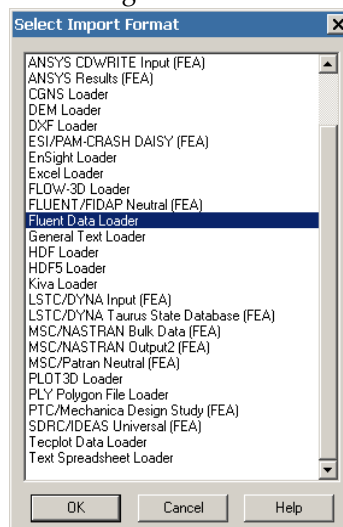 Select Import Format
ANSYS CDWRITE Input (FEA)
ANSYS Results (FEA)
CGNS Loader
DEM Loader
DXF Loader
ESI/PAM-CRASH DAISY (FEA)
EnSight Loader
Excel Loader
FLOW-3D Loader
FLUENT/FIDAP Neutral (FEA)
Fluent Data Loader
General Text Loader
HDF Loader
HDF5 Loader
Kiva Loader
LSTC/DYNA Input (FEA)
LSTC/DYNA Taurus State Database (FEA)
MSC/NASTRAN Bulk Data (FEA)
MSC/NASTRAN Output2 (FEA)
MSC/Patran Neutral (FEA)
PLOT3D Loader
PLY Polygon File Loader
PTC/Mechanica Design Study (FEA)
SDRC/IDEAS Universal (FEA)
Tecplot Data Loader
Text Spreadsheet Loader
OK Cancel Help